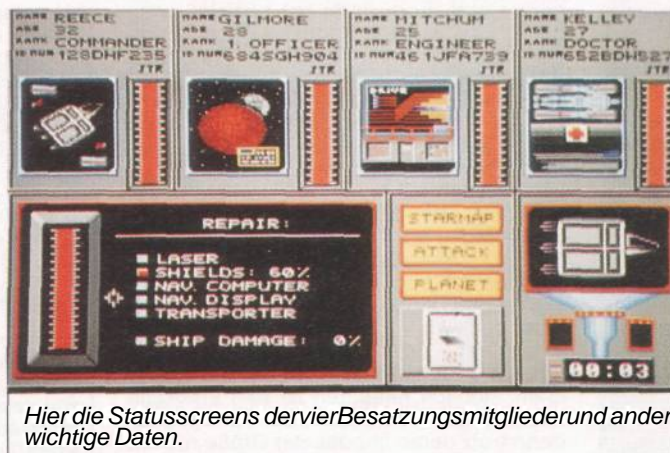 NAME REECE
AGE 32
RANK COMMANDER
ID NUM 128DHF235
STR
NAME GILMORE
AGE 28
RANK 1. OFFICER
ID NUM 684SGH904
STR
NAME MITCHUM
AGE 25
RANK ENGINEER
ID NUM 461JFA739
STR
DRIVE
NAME KELLEY
AGE 27
RANK DOCTOR
ID NUM 652BDH527
STR
REPAIR:
LASER
SHIELDS: 60%
NAV. COMPUTER
NAV. DISPLAY
TRANSPORTER
SHIP DAMAGE: 0%
STARMAP
ATTACK
PLANET
00:03
Hier die Statusscreens dervierBesatzungsmitgliederund ander
wichtige Daten.